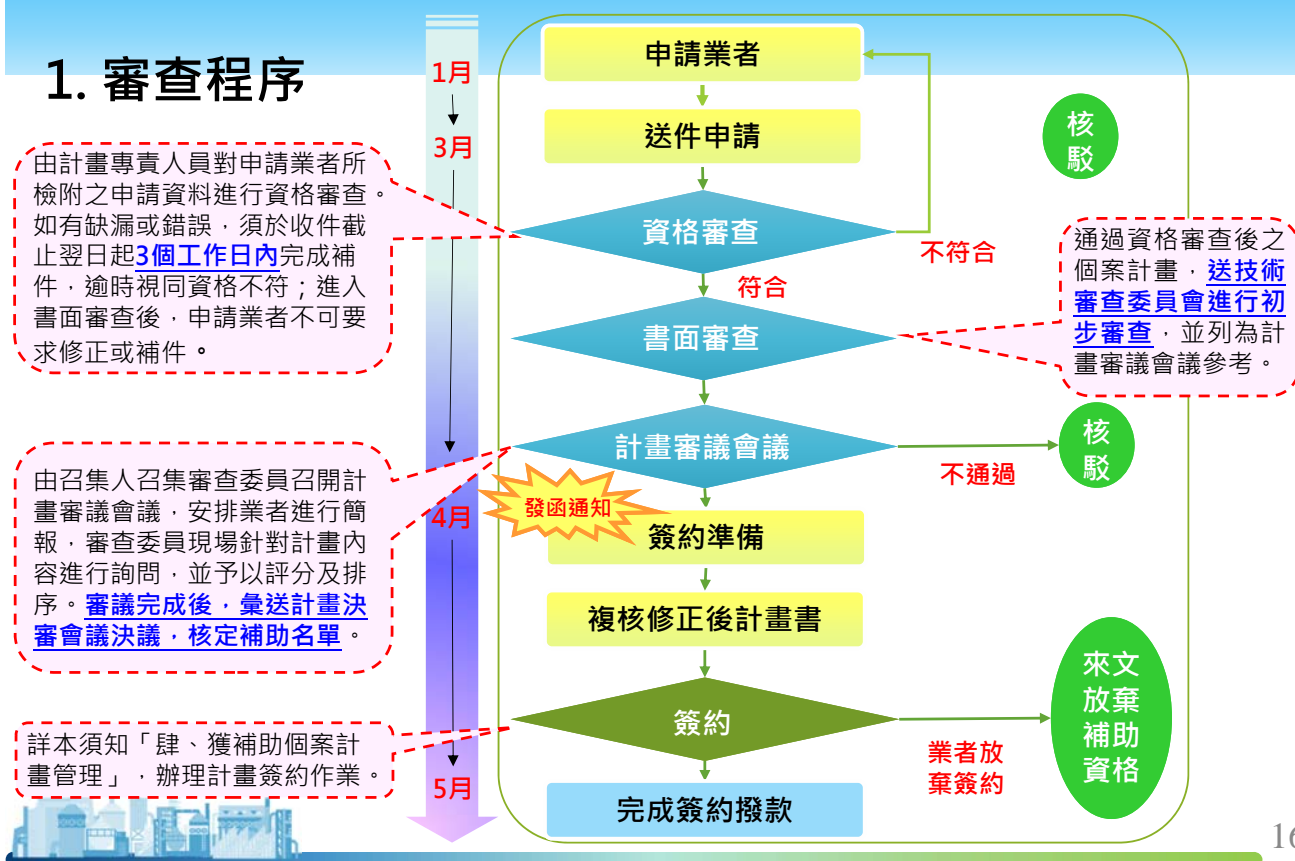 1. 審查程序
1月
3月
4月
5月
由計畫專責人員對申請業者所
檢附之申請資料進行資格審查。
如有缺漏或錯誤，須於收件截
止翌日起3個工作日內完成補
件，逾時視同資格不符；進入
書面審查後，申請業者不可要
求修正或補件。
由召集人召集審查委員召開計
畫審議會議，安排業者進行簡
報，審查委員現場針對計畫內
容進行詢問，並予以評分及排
序。審議完成後，彙送計畫決
審會議決議，核定補助名單。
詳本須知「肆、獲補助個案計
畫管理」，辦理計畫簽約作業。
申請業者
送件申請
資格審查
不符合
符合
書面審查
計畫審議會議
不通過
發函通知
簽約準備
複核修正後計畫書
簽約
業者放
棄簽約
完成簽約撥款
核
駁
通過資格審查後之
個案計畫，送技術
審查委員會進行初
步審查，並列為計
畫審議會議參考。
核
駁
來文
放棄
補助
資格
16